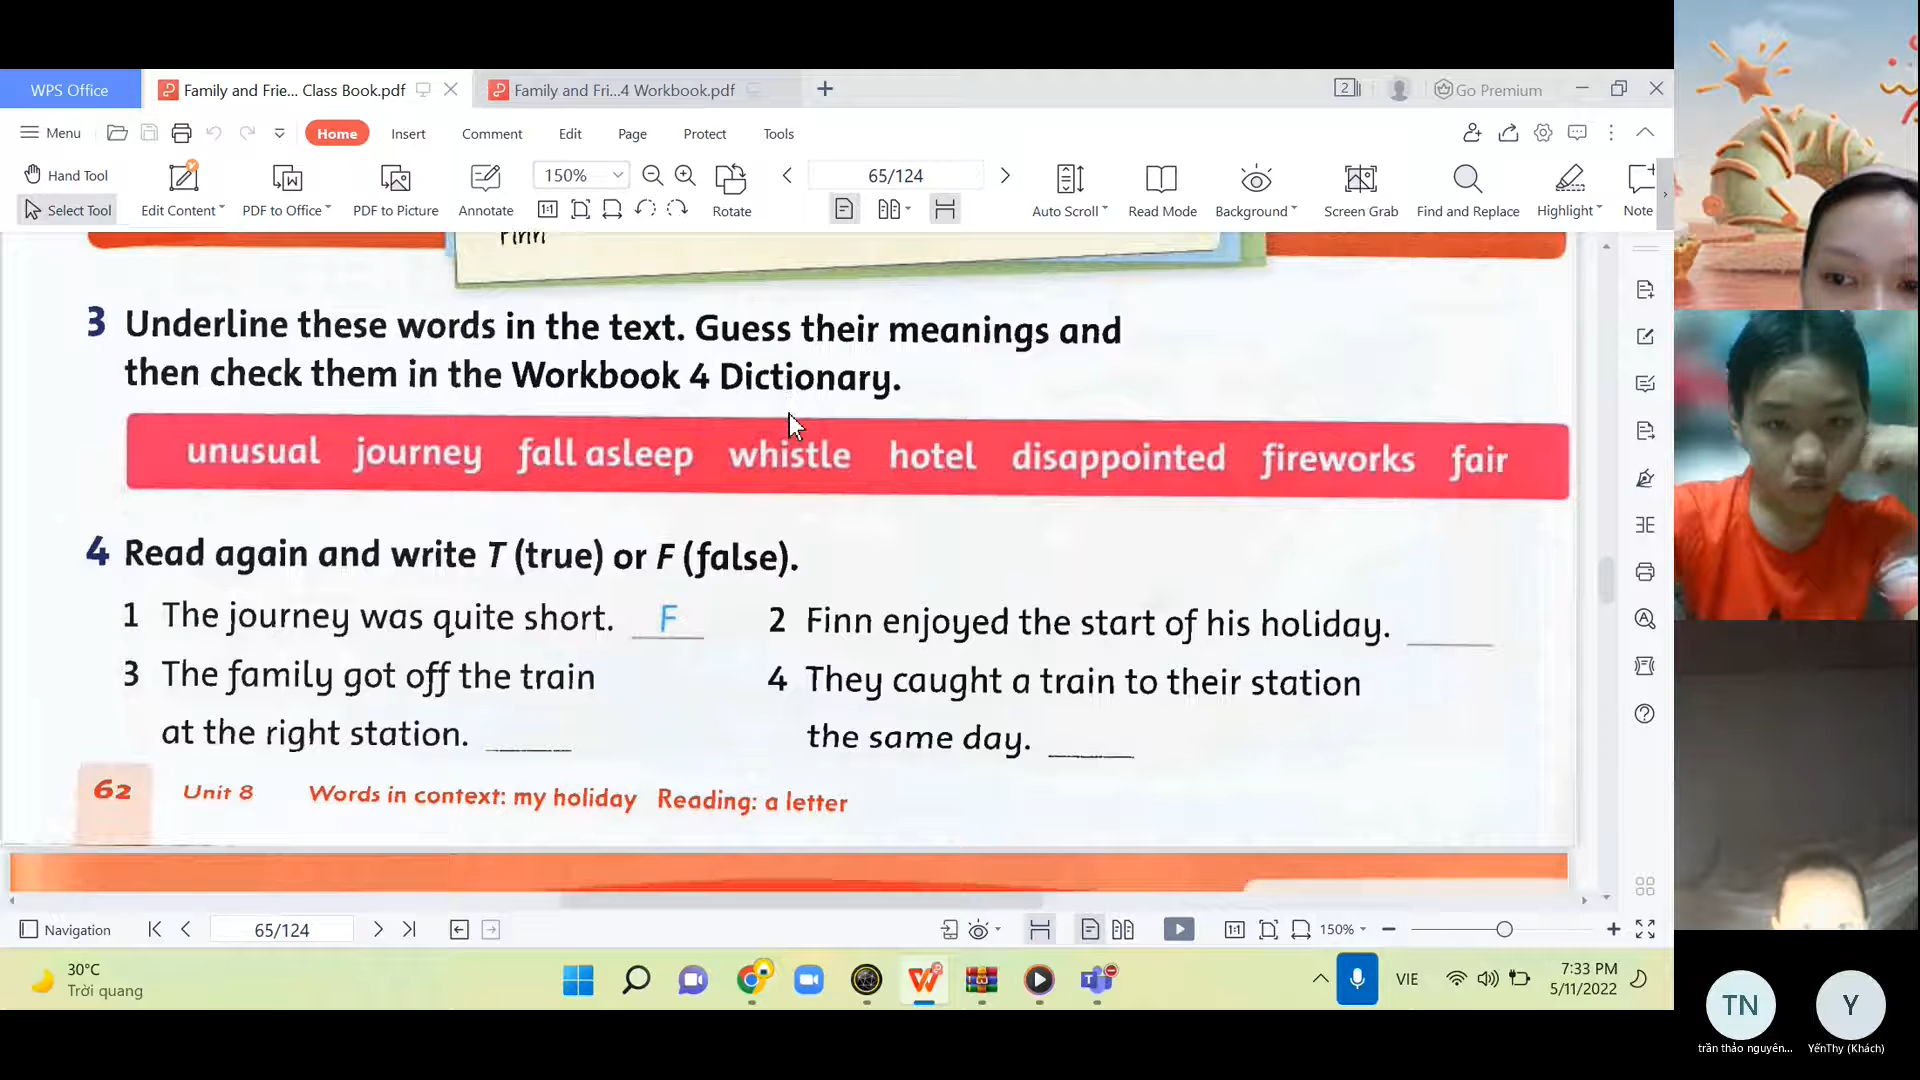 WPS Office
Family and Frie... Class Book.pdf
Family and Fri...4 Workbook.pdf
Go Premium
Menu
Home
Insert
Comment
Edit
Page
Protect
Tools
Hand Tool
150%
65/124
Select Tool
Edit Content
PDF to Office
PDF to Picture
Annotate
Rotate
Auto Scroll
Read Mode
Background
Screen Grab
Find and Replace
Highlight
Note
Finn
3 Underline these words in the text. Guess their meanings and
then check them in the Workbook 4 Dictionary.
unusual journey fall asleep whistle hotel disappointed fireworks fair
4 Read again and write T (true) or F (false).
1 The journey was quite short. F
2 Finn enjoyed the start of his holiday.
3 The family got off the train
at the right station.
4 They caught a train to their station
the same day.
62 Unit 8 Words in context: my holiday Reading: a letter
Navigation
65/124
150%
30°C
Trời quang
VIE
7:33 PM
5/11/2022
TN
Y
trần thảo nguyên...
YếnThy (Khách)